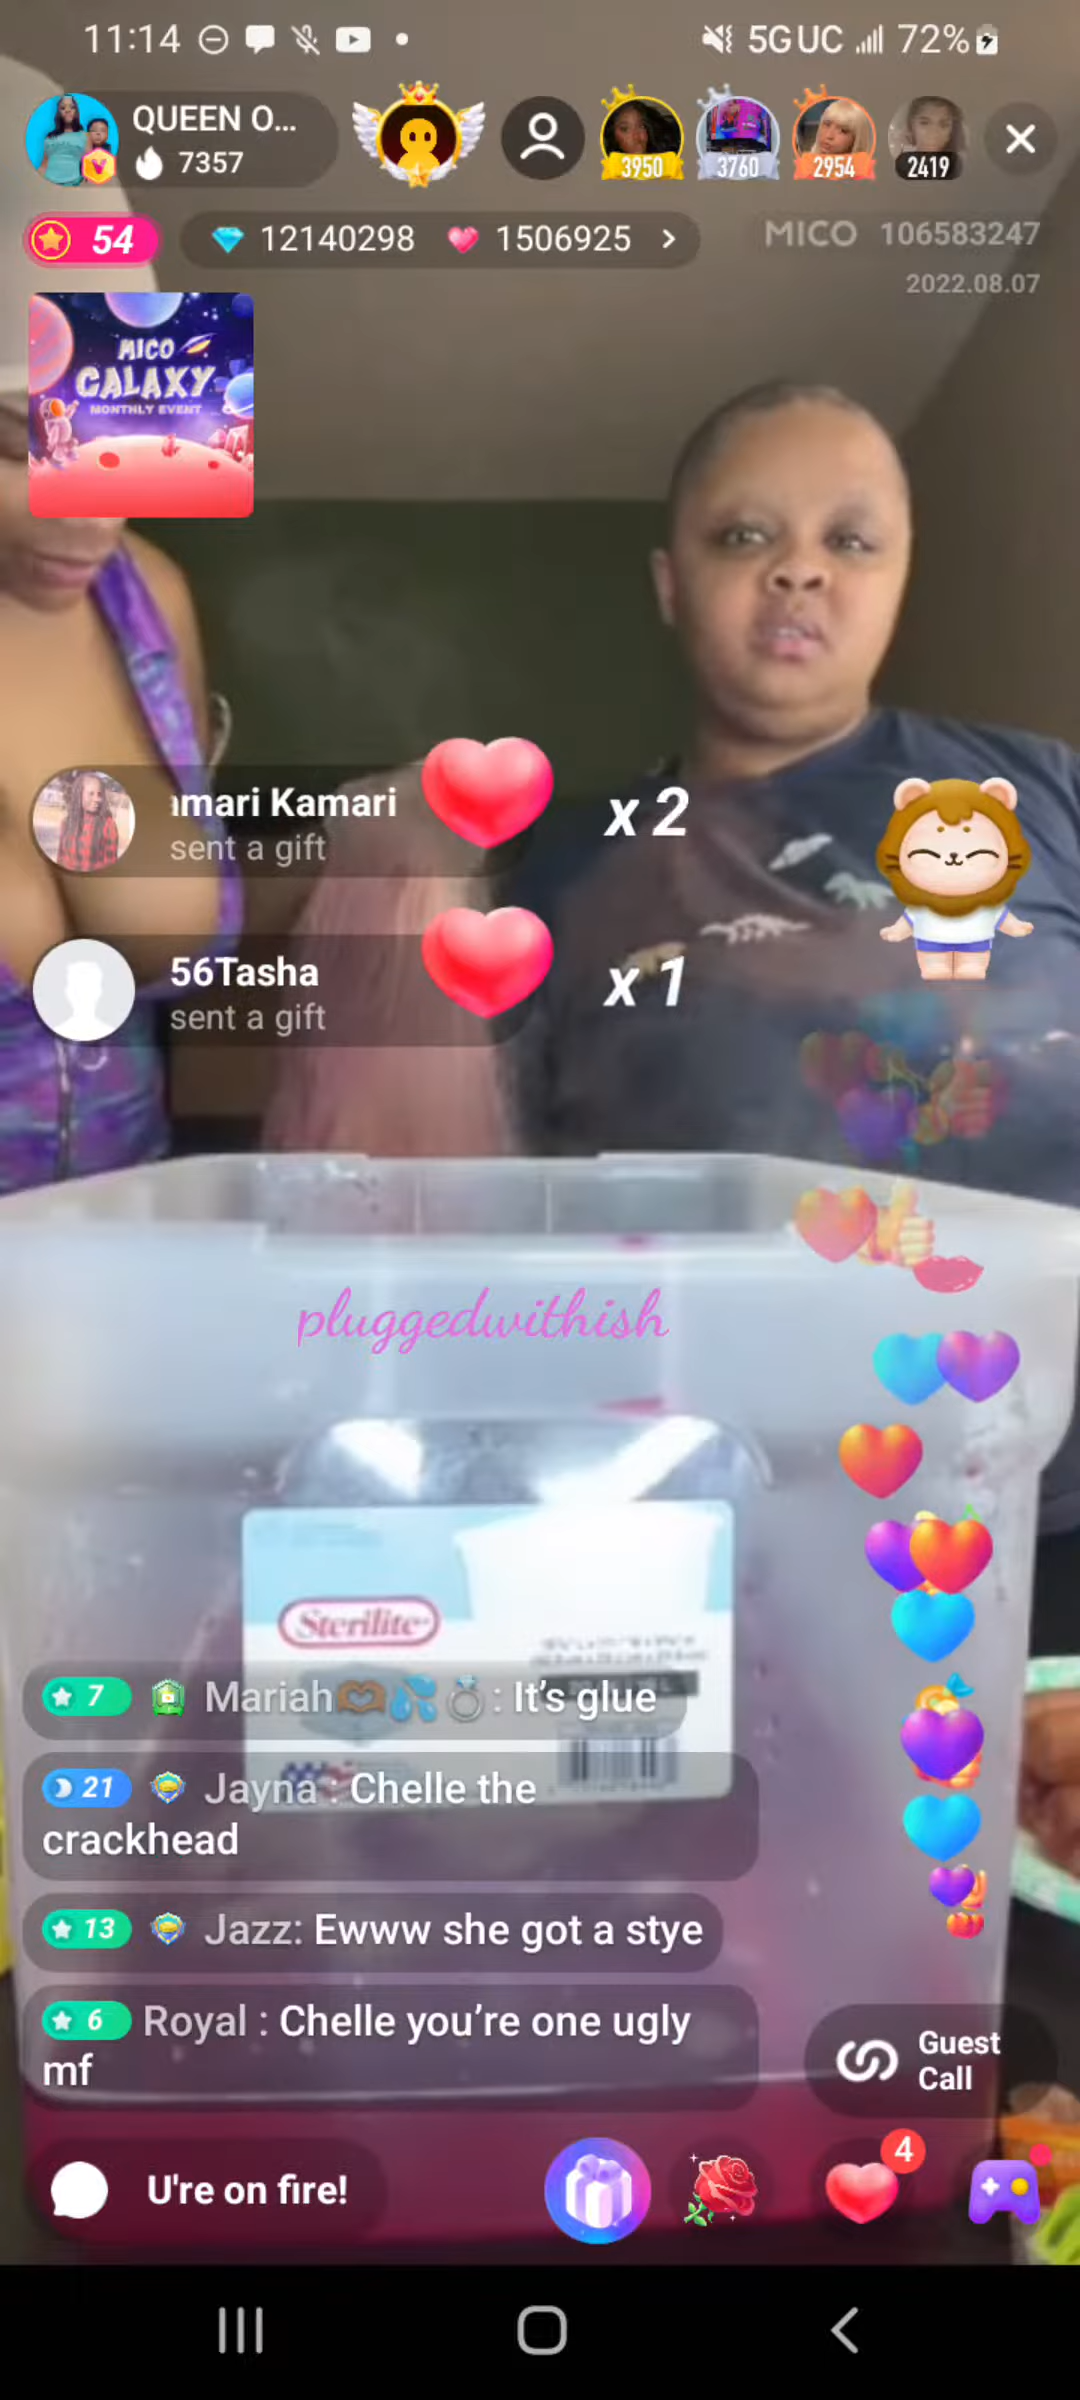 11:14 5G UC 72%
QUEEN O...
7357
3950 3760 2954 2419
54 12140298 1506925 > MICO 106583247
2022.08.07
MICO
GALAXY
MONTHLY EVENT
amari Kamari x 2
sent a gift
56Tasha x 1
sent a gift
pluggedwithish
Sterilite
7 Mariah🫶🏾💦💍: It's glue
21 Jayna : Chelle the
crackhead
13 Jazz: Ewww she got a stye
6 Royal : Chelle you're one ugly
mf
Guest
Call
U're on fire!
4